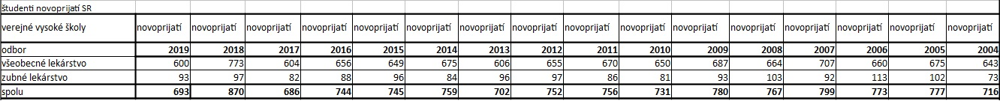 študenti novoprijatí SR
verejné vysoké školy novoprijatí novoprijatí novoprijatí novoprijatí novoprijatí novoprijatí novoprijatí novoprijatí novoprijatí novoprijatí novoprijatí novoprijatí novoprijatí novoprijatí novoprijatí novoprijatí
odbor 2019 2018 2017 2016 2015 2014 2013 2012 2011 2010 2009 2008 2007 2006 2005 2004
všeobecné lekárstvo 600 773 604 656 649 675 606 655 670 650 687 664 707 660 675 643
zubné lekárstvo 93 97 82 88 96 84 96 97 86 81 93 103 92 113 102 73
spolu 693 870 686 744 745 759 702 752 756 731 780 767 799 773 777 716